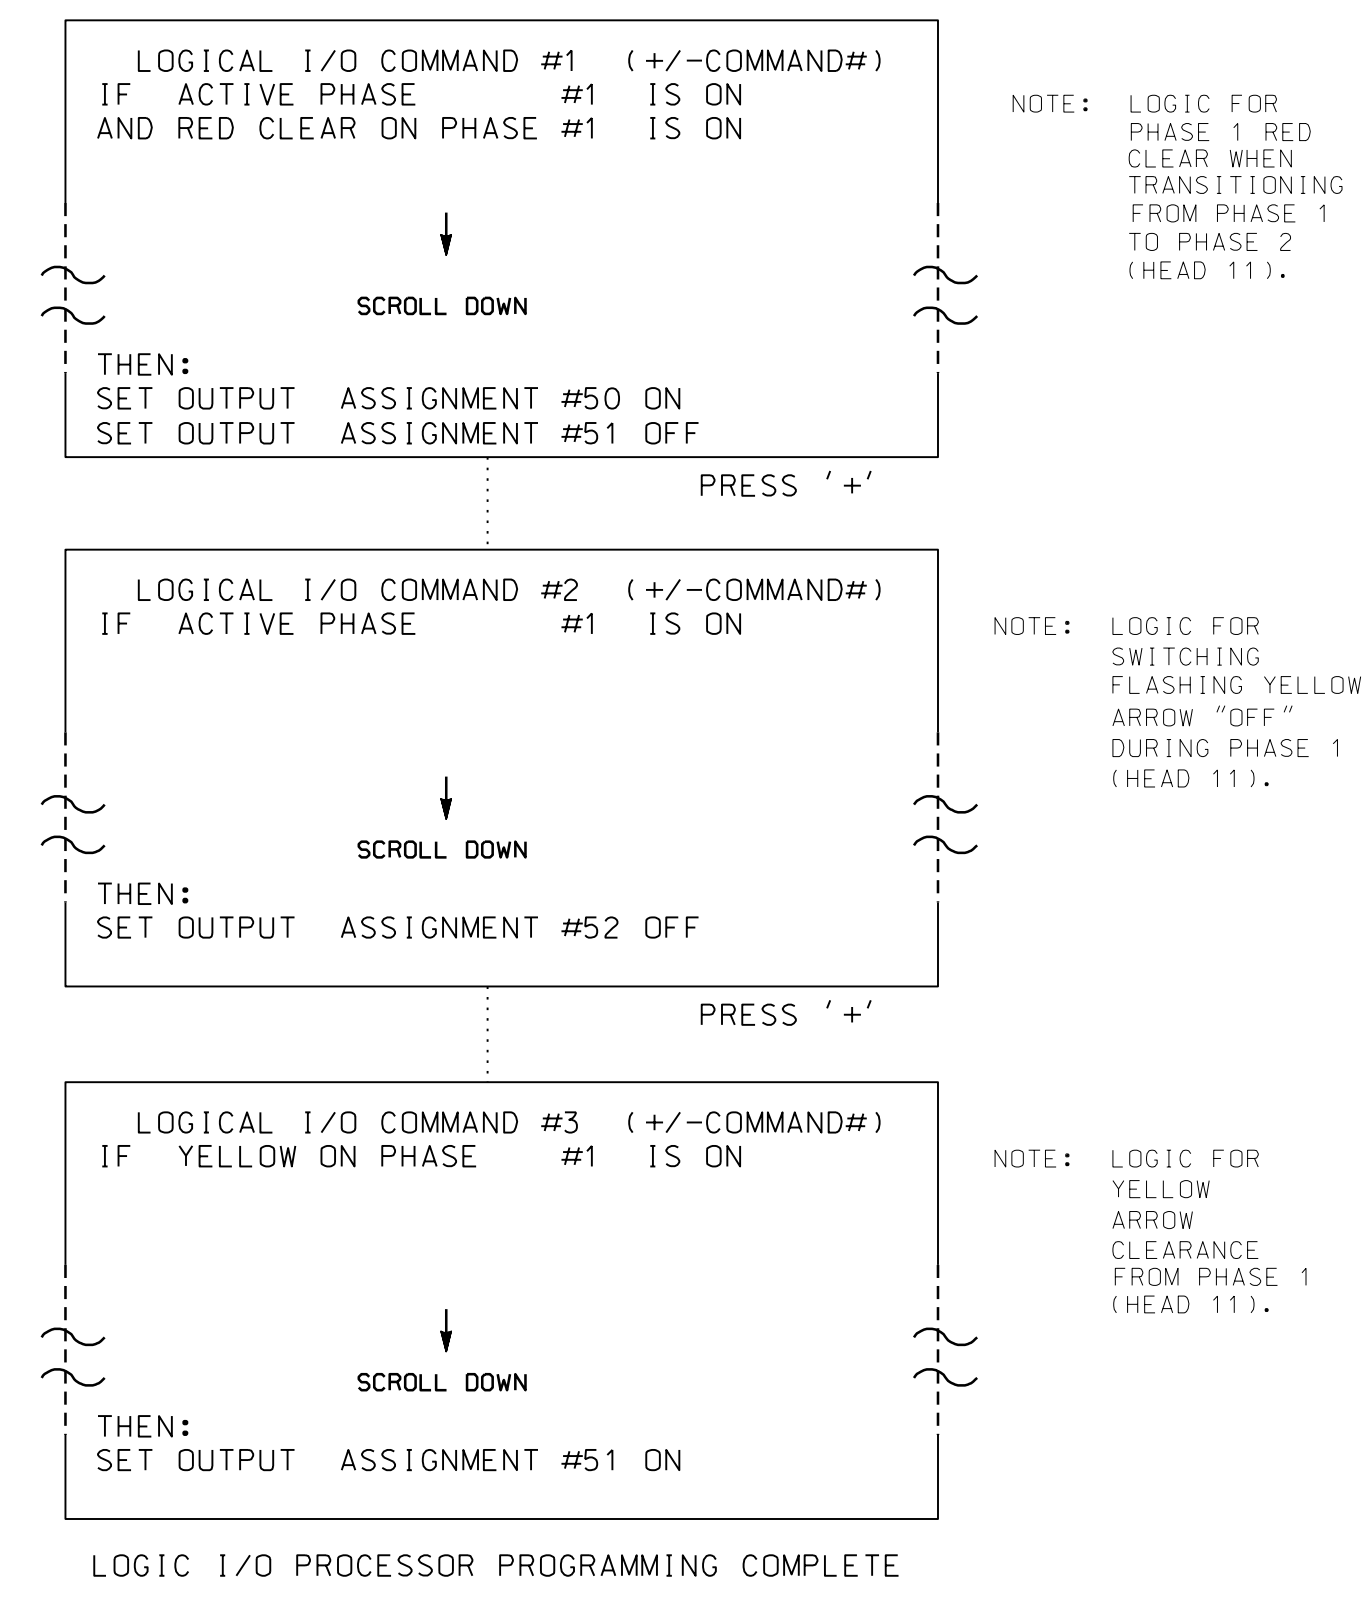 LOGICAL I/O COMMAND #1 (+/-COMMAND#)
IF ACTIVE PHASE #1 IS ON
AND RED CLEAR ON PHASE #1 IS ON
SCROLL DOWN
THEN:
SET OUTPUT ASSIGNMENT #50 ON
SET OUTPUT ASSIGNMENT #51 OFF
NOTE: LOGIC FOR
PHASE 1 RED
CLEAR WHEN
TRANSITIONING
FROM PHASE 1
TO PHASE 2
(HEAD 11).
PRESS '+'
LOGICAL I/O COMMAND #2 (+/-COMMAND#)
IF ACTIVE PHASE #1 IS ON
SCROLL DOWN
THEN:
SET OUTPUT ASSIGNMENT #52 OFF
NOTE: LOGIC FOR
SWITCHING
FLASHING YELLOW
ARROW "OFF"
DURING PHASE 1
(HEAD 11).
PRESS '+'
LOGICAL I/O COMMAND #3 (+/-COMMAND#)
IF YELLOW ON PHASE #1 IS ON
SCROLL DOWN
THEN:
SET OUTPUT ASSIGNMENT #51 ON
NOTE: LOGIC FOR
YELLOW
ARROW
CLEARANCE
FROM PHASE 1
(HEAD 11).
LOGIC I/O PROCESSOR PROGRAMMING COMPLETE